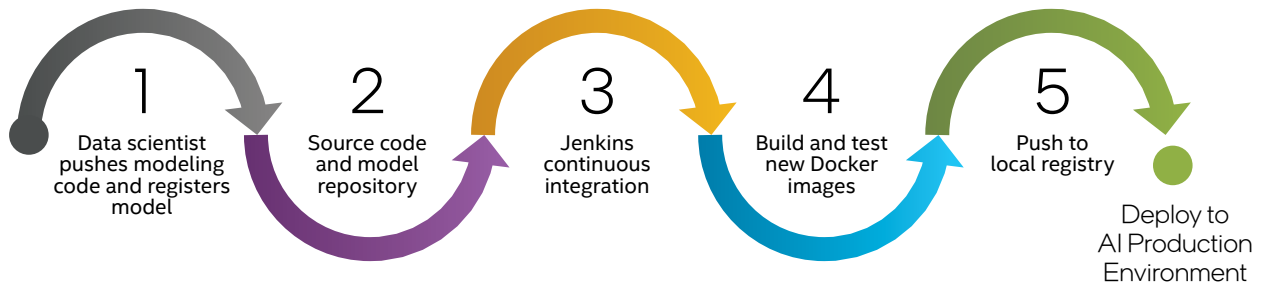 1
Data scientist
pushes modeling
code and registers
model
2
Source code
and model
repository
3
Jenkins
continuous
integration
4
Build and test
new Docker
images
5
Push to
local registry
Deploy to
AI Production
Environment